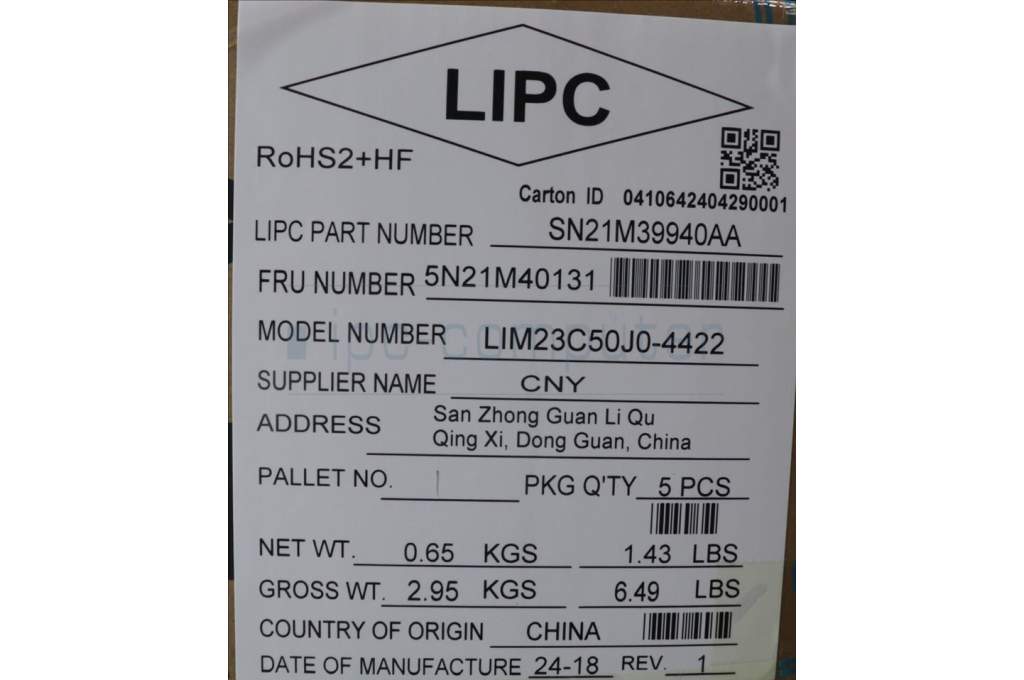 LIPC
RoHS2+HF
Carton ID 0410642404290001
LIPC PART NUMBER SN21M39940AA
FRU NUMBER 5N21M40131
MODEL NUMBER LIM23C50J0-4422
ipc computer
SUPPLIER NAME CNY
ADDRESS San Zhong Guan Li Qu
Qing Xi, Dong Guan, China
PALLET NO. 1 PKG Q'TY 5 PCS
NET WT. 0.65 KGS 1.43 LBS
GROSS WT. 2.95 KGS 6.49 LBS
COUNTRY OF ORIGIN CHINA
DATE OF MANUFACTURE 24-18 REV. 1